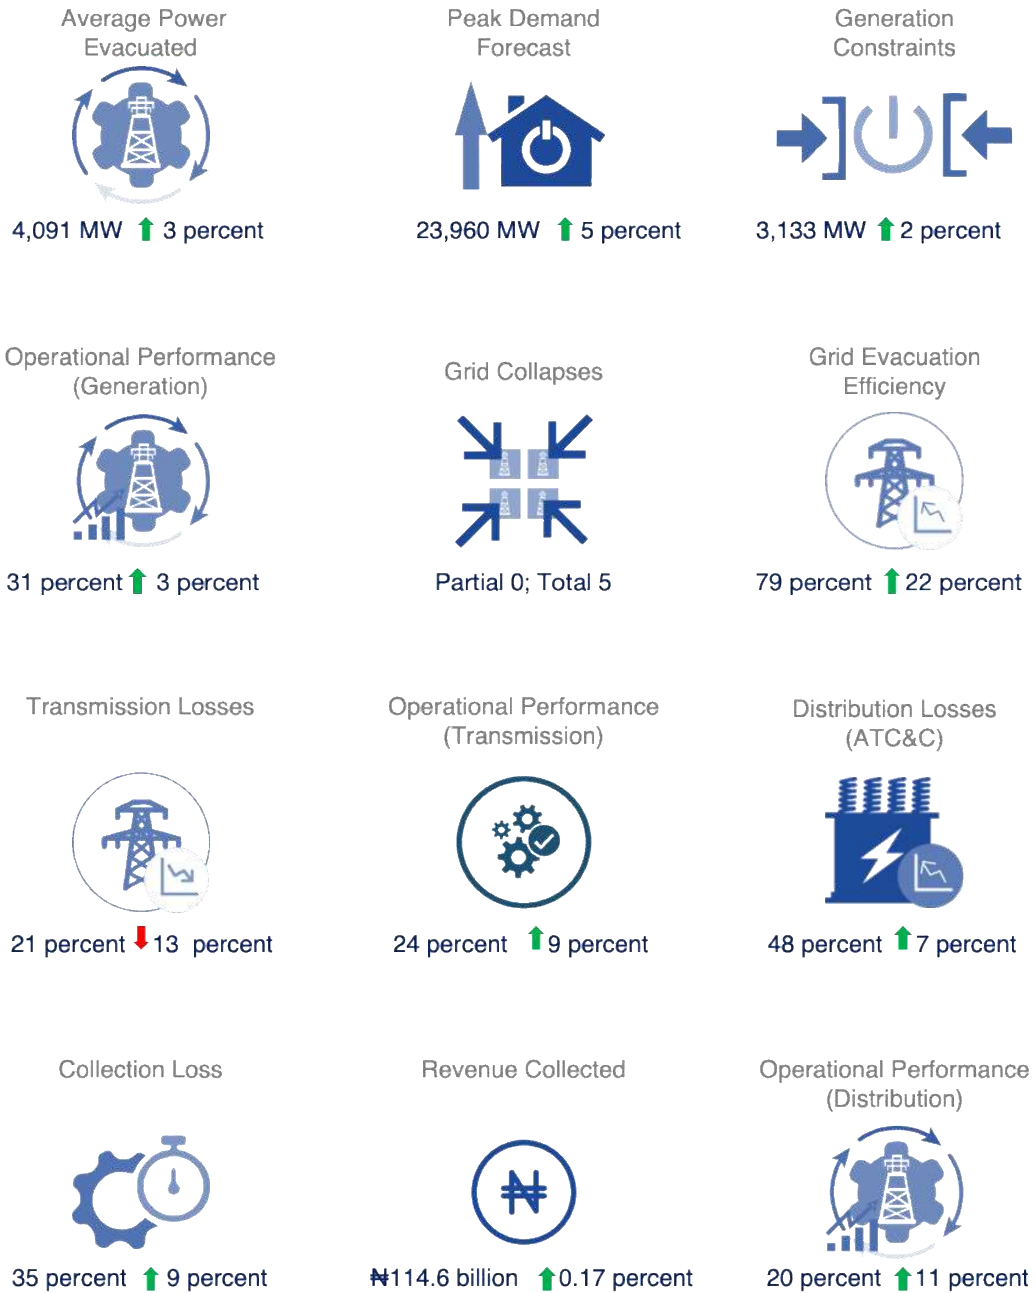 Average Power
Evacuated
4,091 MW 3 percent
Peak Demand
Forecast
23,960 MW 5 percent
Generation
Constraints
3,133 MW 2 percent
Operational Performance
(Generation)
31 percent 3 percent
Grid Collapses
Partial 0; Total 5
Grid Evacuation
Efficiency
79 percent 22 percent
Transmission Losses
21 percent 13 percent
Operational Performance
(Transmission)
24 percent 9 percent
Distribution Losses
(ATC&C)
48 percent 7 percent
Collection Loss
35 percent 9 percent
Revenue Collected
₦
₦114.6 billion 0.17 percent
Operational Performance
(Distribution)
20 percent 11 percent